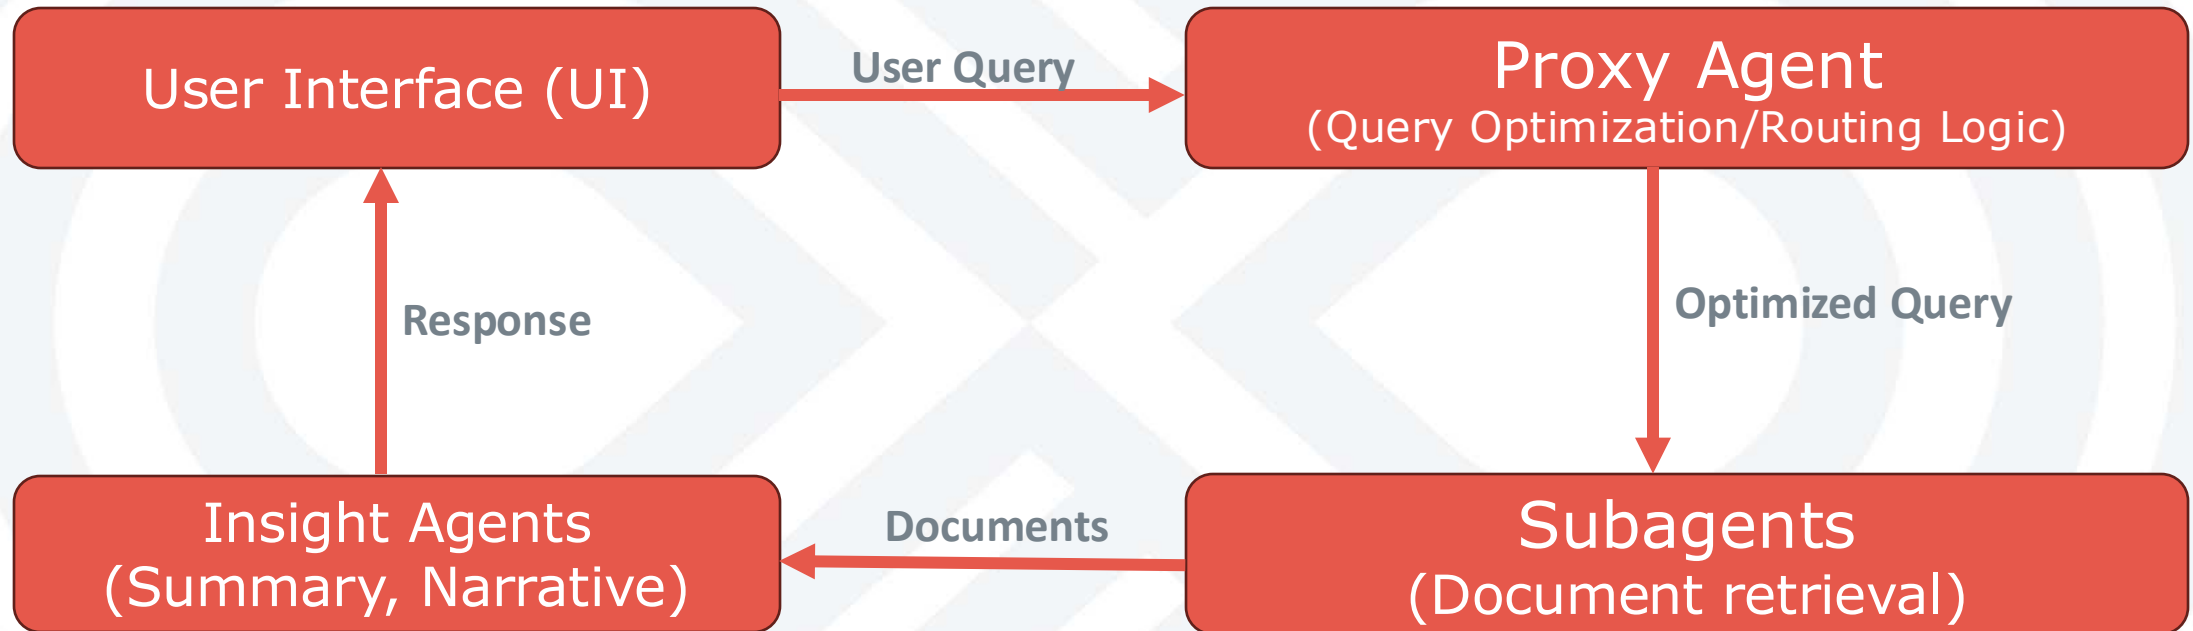 User Interface (UI)
User Query
Proxy Agent
(Query Optimization/Routing Logic)
Response
Optimized Query
Insight Agents
(Summary, Narrative)
Documents
Subagents
(Document retrieval)